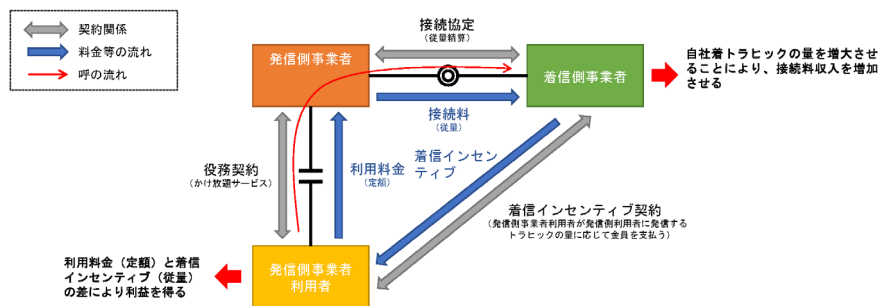 契約関係
料金等の流れ
呼の流れ
接続協定
(従量精算)
発信側事業者
着信側事業者
自社着トラヒックの量を増大させ
ることにより、接続料収入を増加
させる
接続料
(従量)
役務契約
(かけ放題サービス)
利用料金
(定額)
着信インセンティ
ブ
着信インセンティブ契約
(発信側事業者利用者が発信側利用者に発信する
トラヒックの量に応じて金員を支払う)
発信側事業者
利用者
利用料金（定額）と着信
インセンティブ（従量）
の差により利益を得る